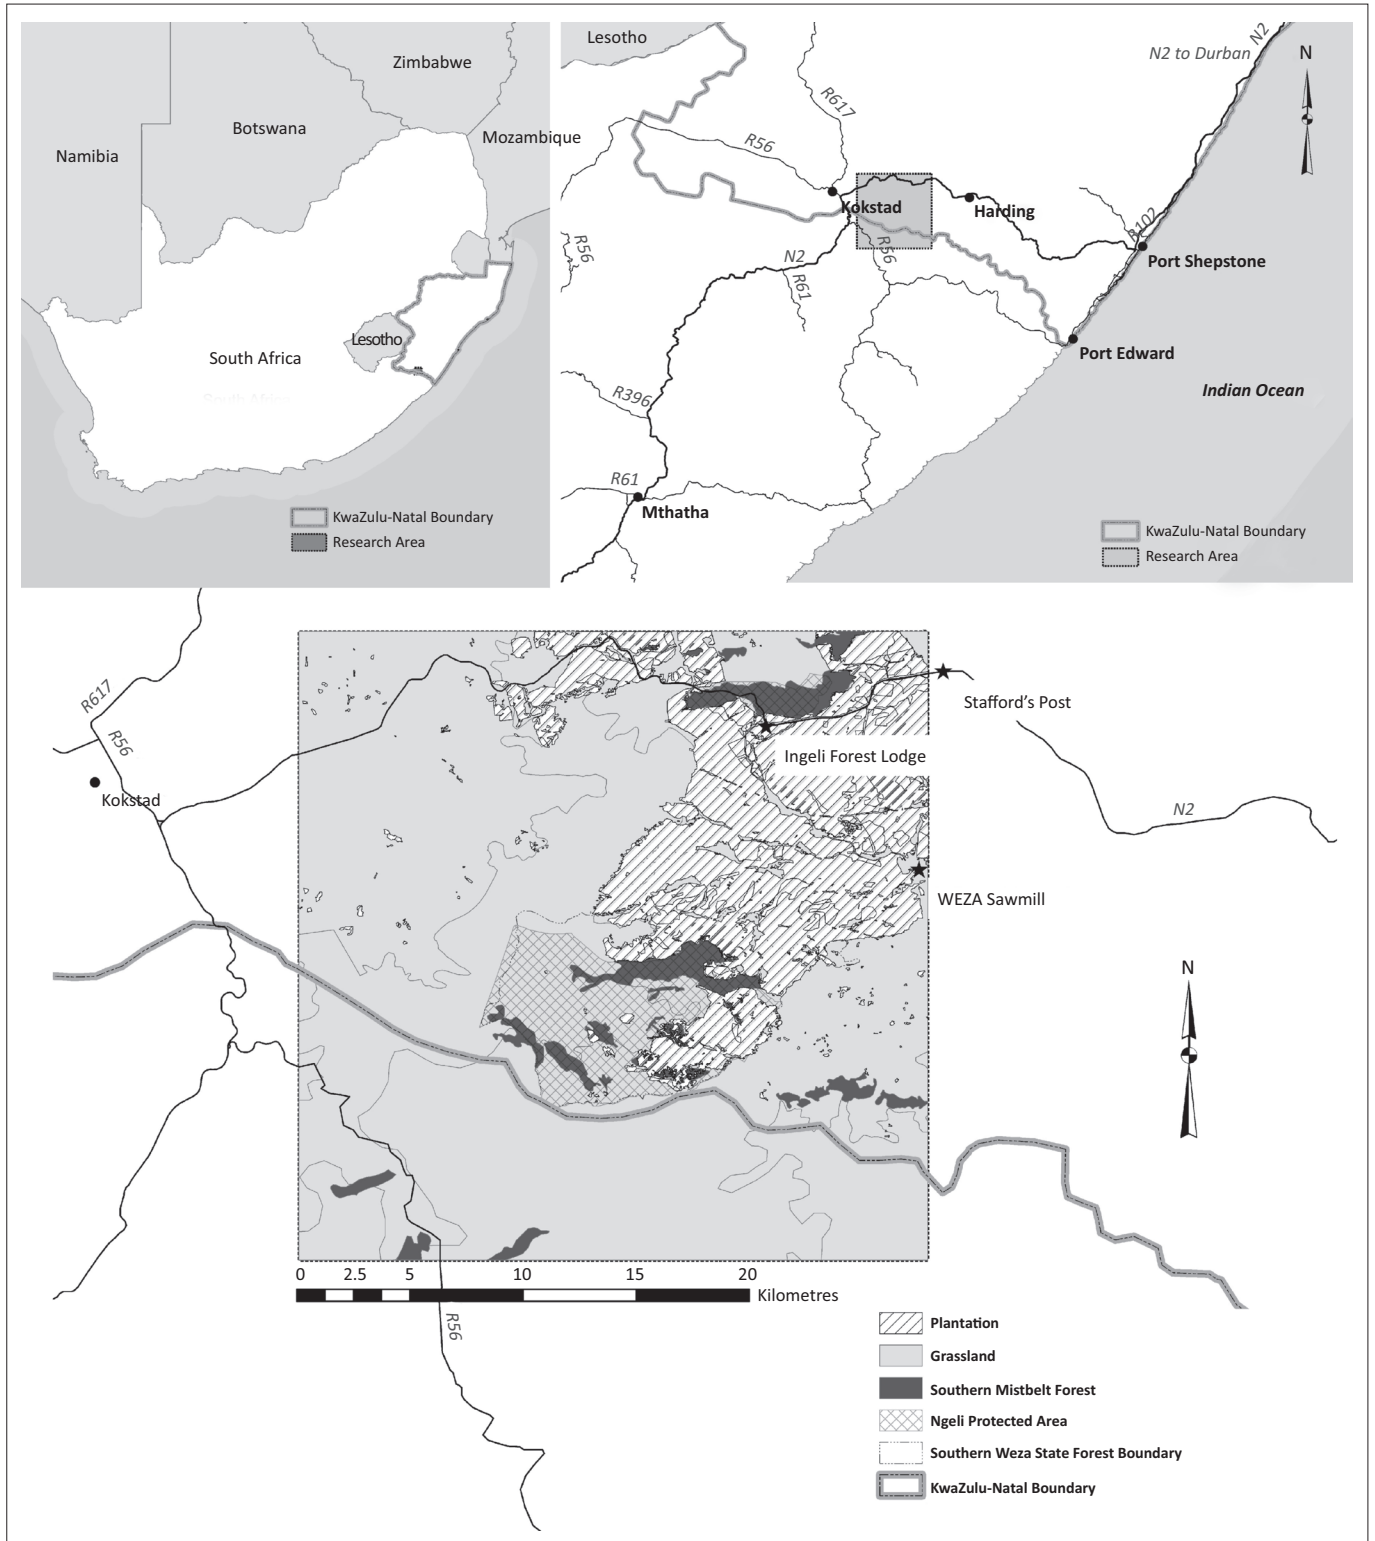 Zimbabwe
Botswana
Mozambique
Namibia
Lesotho
South Africa
South Africa
KwaZulu-Natal Boundary
Research Area
Lesotho
N2
N2 to Durban
N
R617
R56
Kokstad
Harding
R102
R56
R56
N2
R61
Port Shepstone
Port Edward
Indian Ocean
R396
R61
Mthatha
KwaZulu-Natal Boundary
Research Area
R617
R56
Kokstad
Stafford's Post
Ingeli Forest Lodge
N2
WEZA Sawmill
N
0 2.5 5 10 15 20
Kilometres
R56
Plantation
Grassland
Southern Mistbelt Forest
Ngeli Protected Area
Southern Weza State Forest Boundary
KwaZulu-Natal Boundary